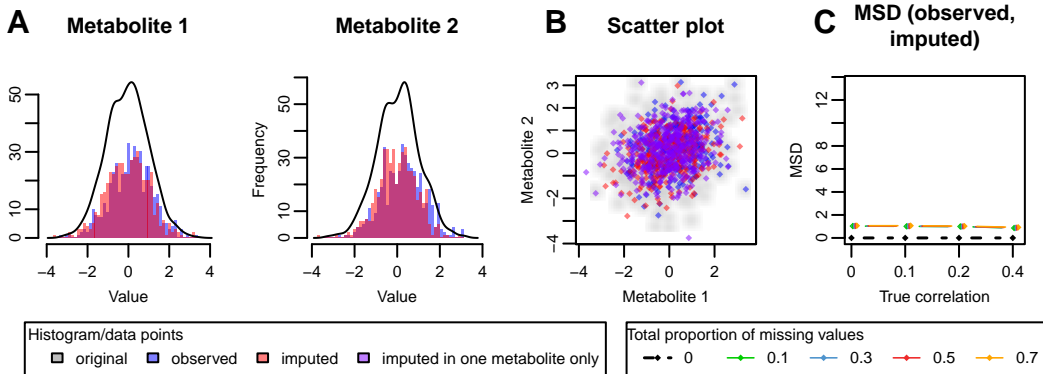 A
Metabolite 1
Metabolite 2
B
Scatter plot
C
MSD (observed,
imputed)
0 10 30 50
−4 −2 0 2 4
Value
Frequency
0 10 30 50
−4 −2 0 2 4
Value
Metabolite 2
−4 −2 −1 0 1 2 3
−4 −2 0 2
Metabolite 1
MSD
0 2 4 6 8 12
0 0.1 0.2 0.4
True correlation
Histogram/data points
original observed imputed imputed in one metabolite only
Total proportion of missing values
0 0.1 0.3 0.5 0.7